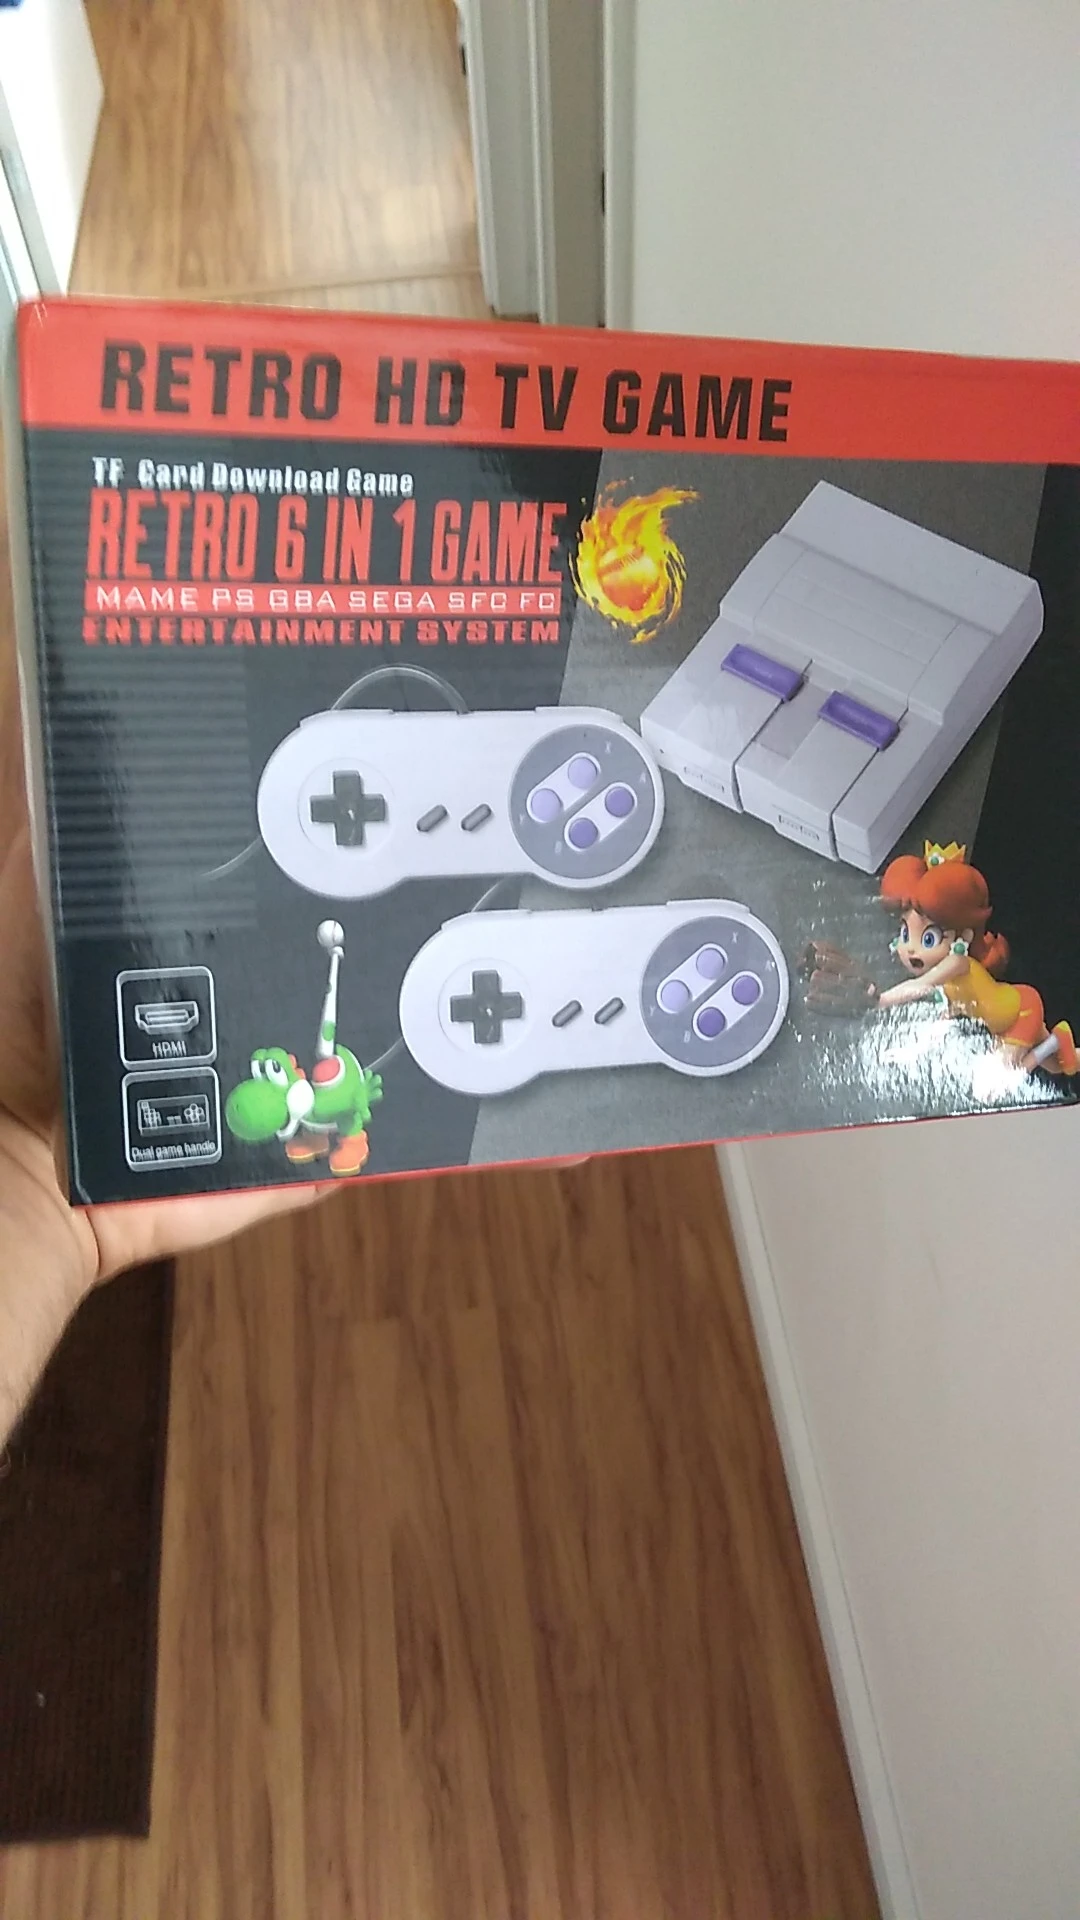 RETRO HD TV GAME
TF Card Download Game
RETRO 6 IN 1 GAME
MAME PS GBA SEGA SFC FC
ENTERTAINMENT SYSTEM
X
A
Y
B
X
A
Y
B
HDMI
Dual game handle